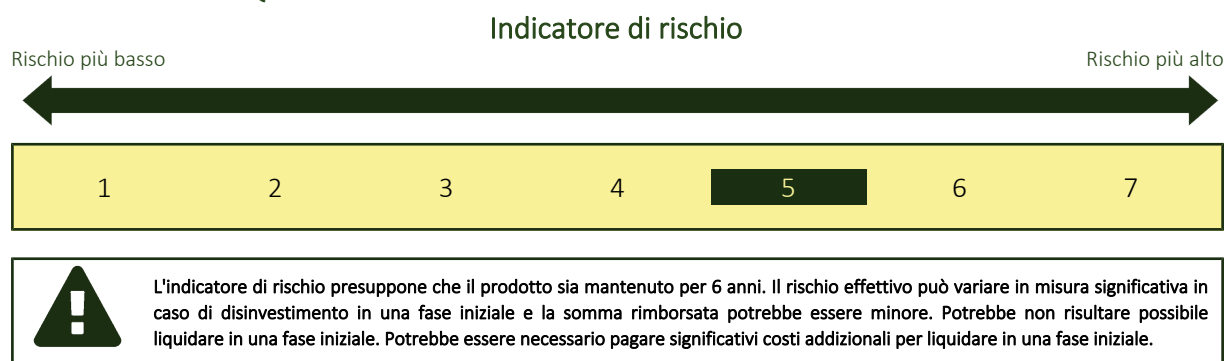 Indicatore di rischio
Rischio più basso
Rischio più alto
1 2 3 4 5 6 7
L'indicatore di rischio presuppone che il prodotto sia mantenuto per 6 anni. Il rischio effettivo può variare in misura significativa in
caso di disinvestimento in una fase iniziale e la somma rimborsata potrebbe essere minore. Potrebbe non risultare possibile
liquidare in una fase iniziale. Potrebbe essere necessario pagare significativi costi addizionali per liquidare in una fase iniziale.